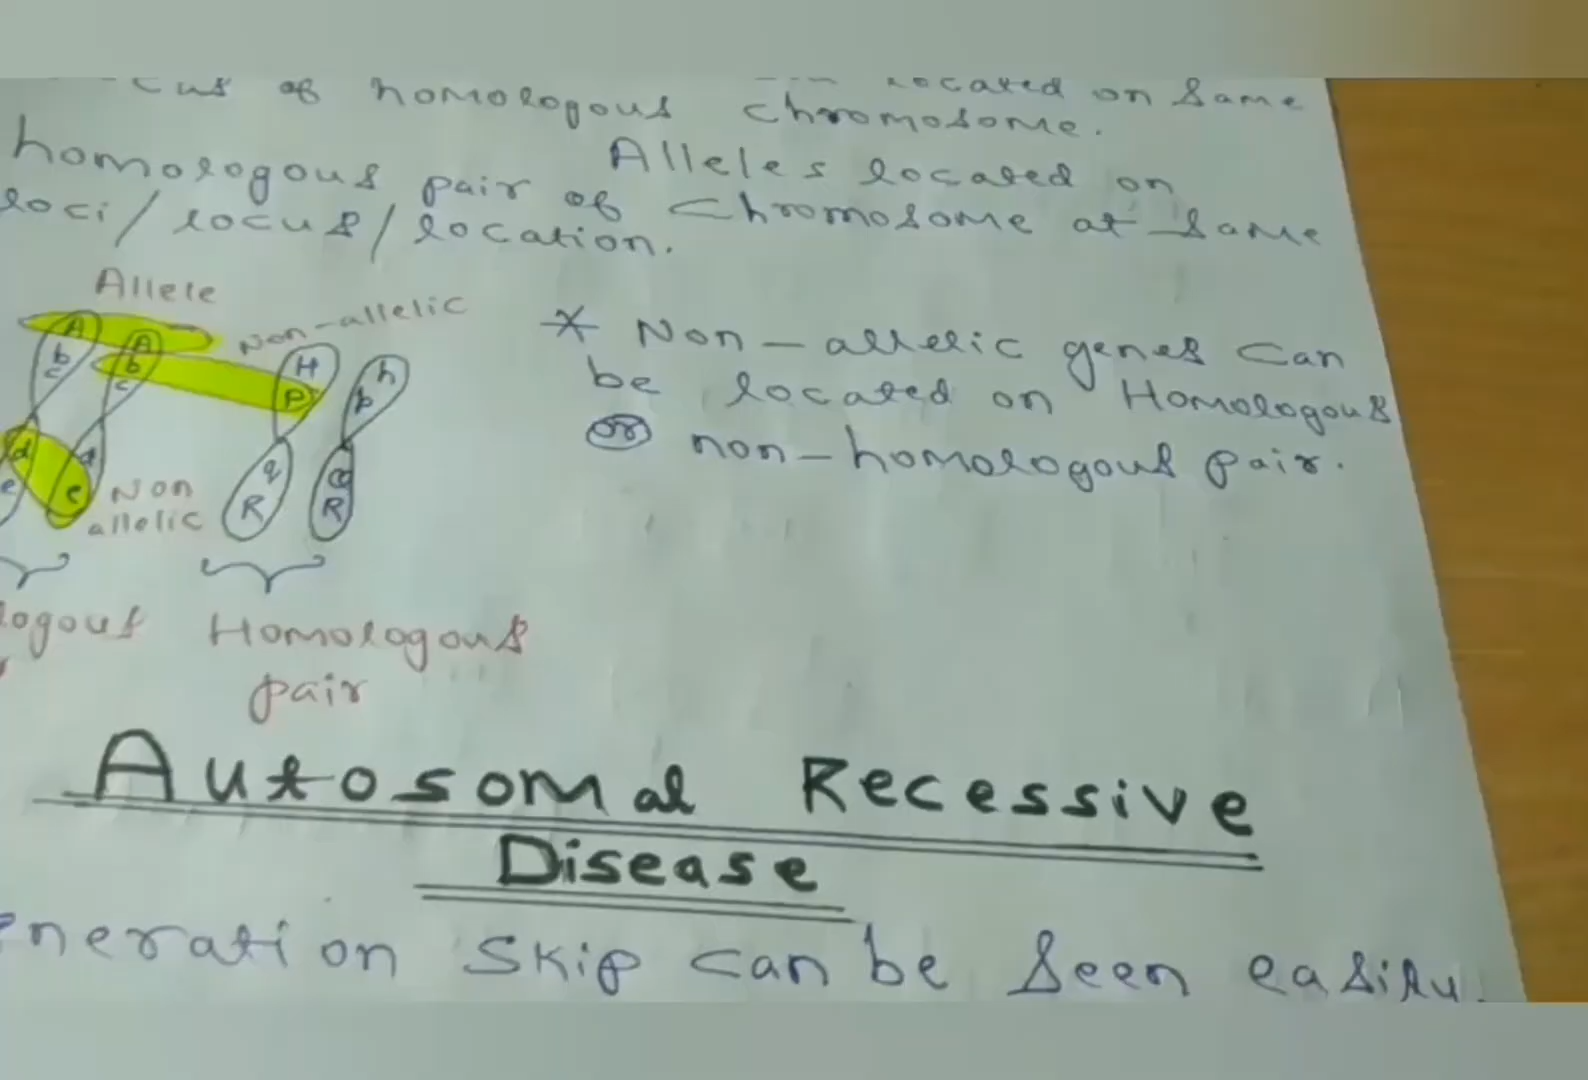 of homologous located on same
chromosome.
homologous pair of Alleles located on
loci/locus/location. chromosome at same
Allele
Non-allelic
A
b
c
A
b
c
H
P
h
p
d
e
d
e
q
R
Q
R
Non
allelic
* Non-allelic genes can
be located on Homologous
or non-homologous pair.
Homologous
pair
Autosomal Recessive
Disease
skip can be seen easily.